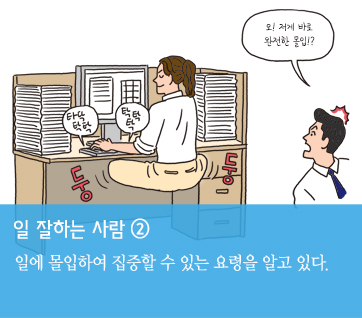 오! 저게 바로
완전한 몰입!?
타닥
탁탁
탁탁
탁
둥
둥
일 잘하는 사람 ②
일에 몰입하여 집중할 수 있는 요령을 알고 있다.